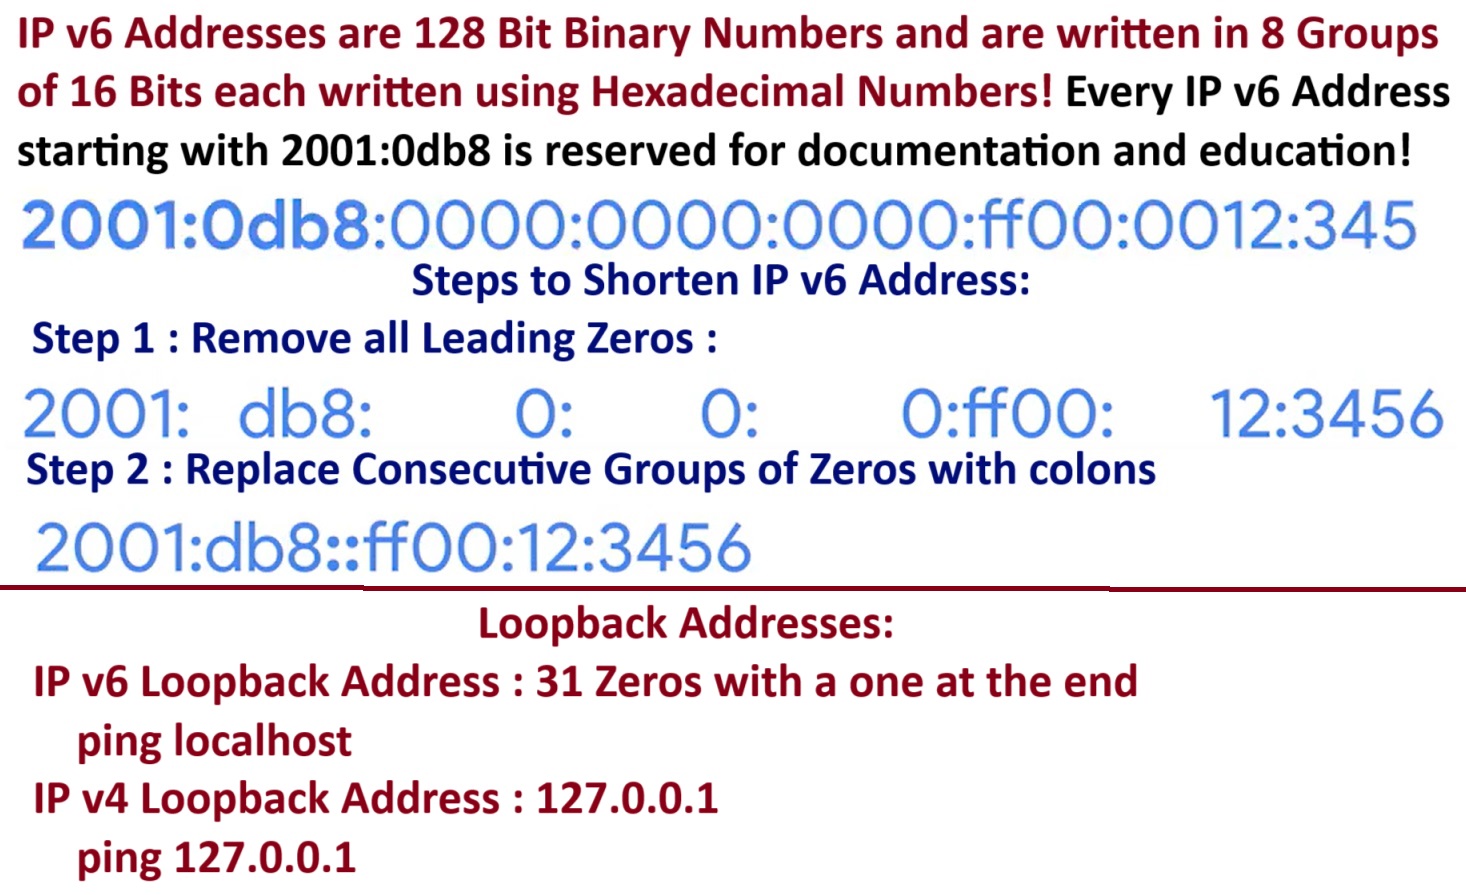 IP v6 Addresses are 128 Bit Binary Numbers and are written in 8 Groups
of 16 Bits each written using Hexadecimal Numbers! Every IP v6 Address
starting with 2001:0db8 is reserved for documentation and education!
2001:0db8:0000:0000:0000:ff00:0012:345
Steps to Shorten IP v6 Address:
Step 1 : Remove all Leading Zeros :
2001: db8: 0: 0: 0:ff00: 12:3456
Step 2 : Replace Consecutive Groups of Zeros with colons
2001:db8::ff00:12:3456
Loopback Addresses:
IP v6 Loopback Address : 31 Zeros with a one at the end
ping localhost
IP v4 Loopback Address : 127.0.0.1
ping 127.0.0.1